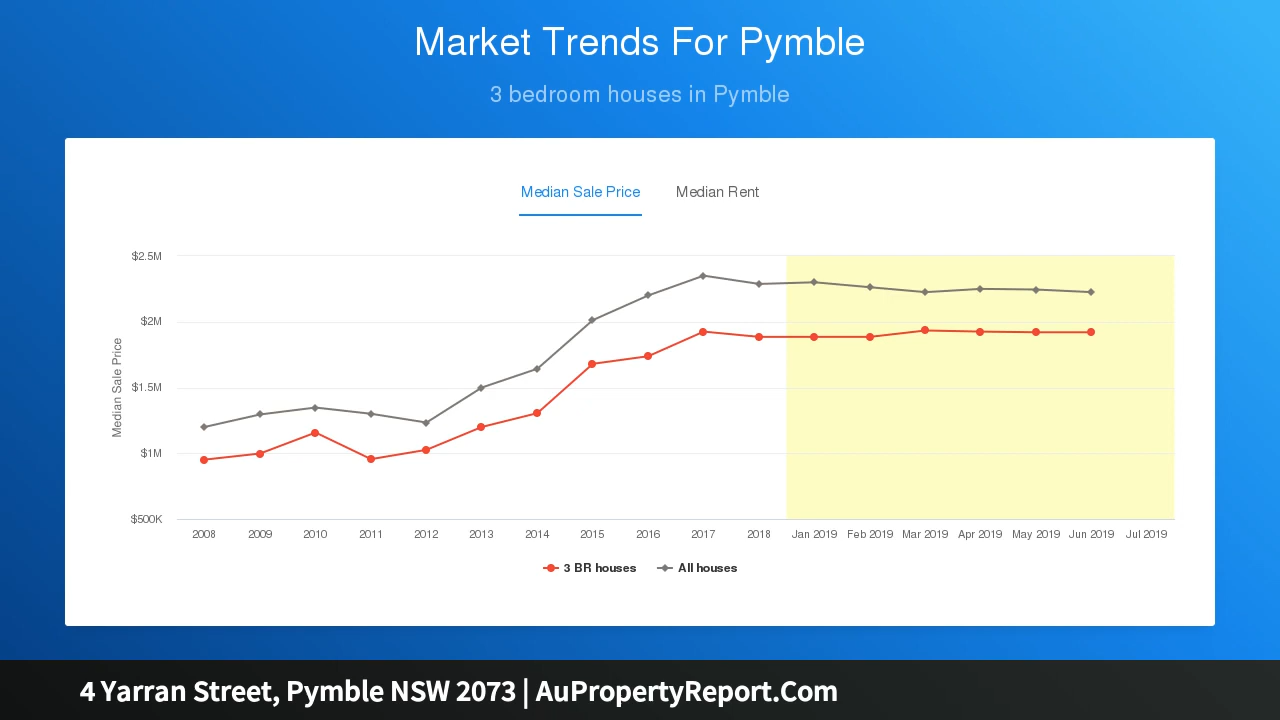 Market Trends For Pymble
3 bedroom houses in Pymble
Median Sale Price Median Rent
$2.5M
$2M
$1.5M
$1M
$500K
Median Sale Price
2008 2009 2010 2011 2012 2013 2014 2015 2016 2017 2018 Jan 2019 Feb 2019 Mar 2019 Apr 2019 May 2019 Jun 2019 Jul 2019
3 BR houses All houses
4 Yarran Street, Pymble NSW 2073 | AuPropertyReport.Com